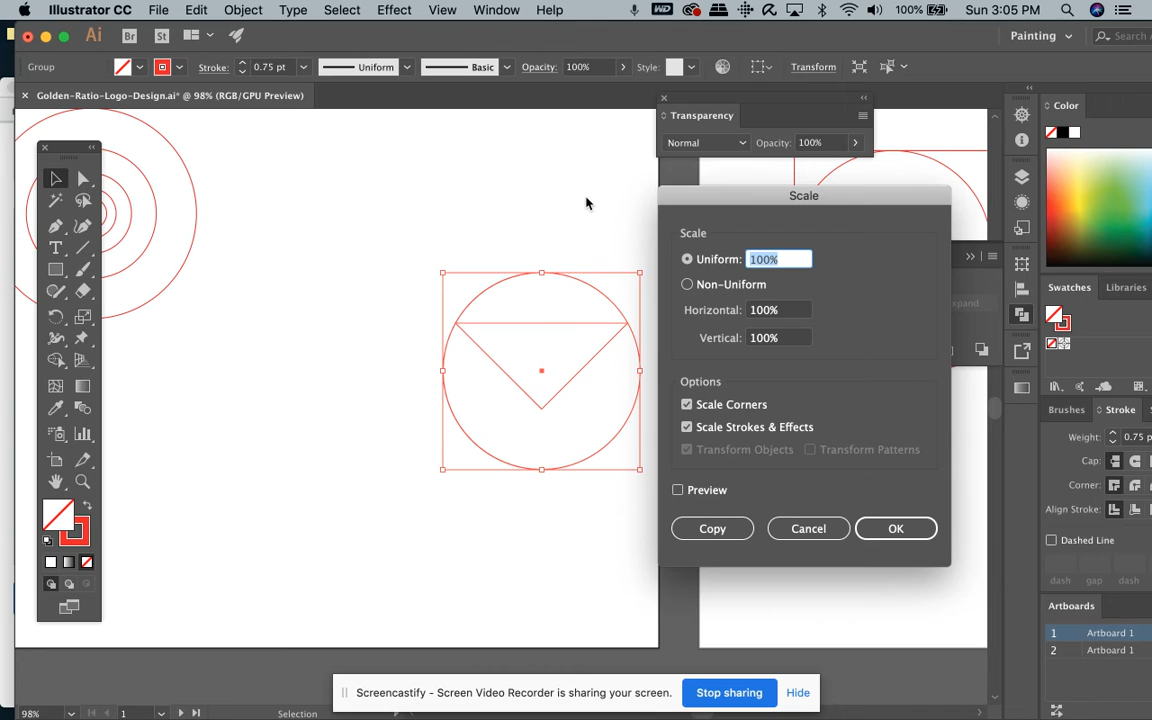 Illustrator CC File Edit Object Type Select Effect View Window Help 100% Sun 3:05 PM
Ai Br St Painting Search
Group Stroke: 0.75 pt Uniform Basic Opacity: 100% Style: Transform
Golden-Ratio-Logo-Design.ai* @ 98% (RGB/GPU Preview)
Transparency
Normal Opacity: 100%
Color
Scale
Scale
Uniform: 100%
Non-Uniform
Horizontal: 100%
Vertical: 100%
Options
Scale Corners
Scale Strokes & Effects
Transform Objects Transform Patterns
Preview
Copy Cancel OK
Swatches Libraries
Brushes Stroke
Weight: 0.75 p
Cap:
Corner:
Align Stroke:
Dashed Line
dash gap dash
Artboards
1 Artboard 1
2 Artboard 1
Screencastify - Screen Video Recorder is sharing your screen. Stop sharing Hide
98% 1 Selection